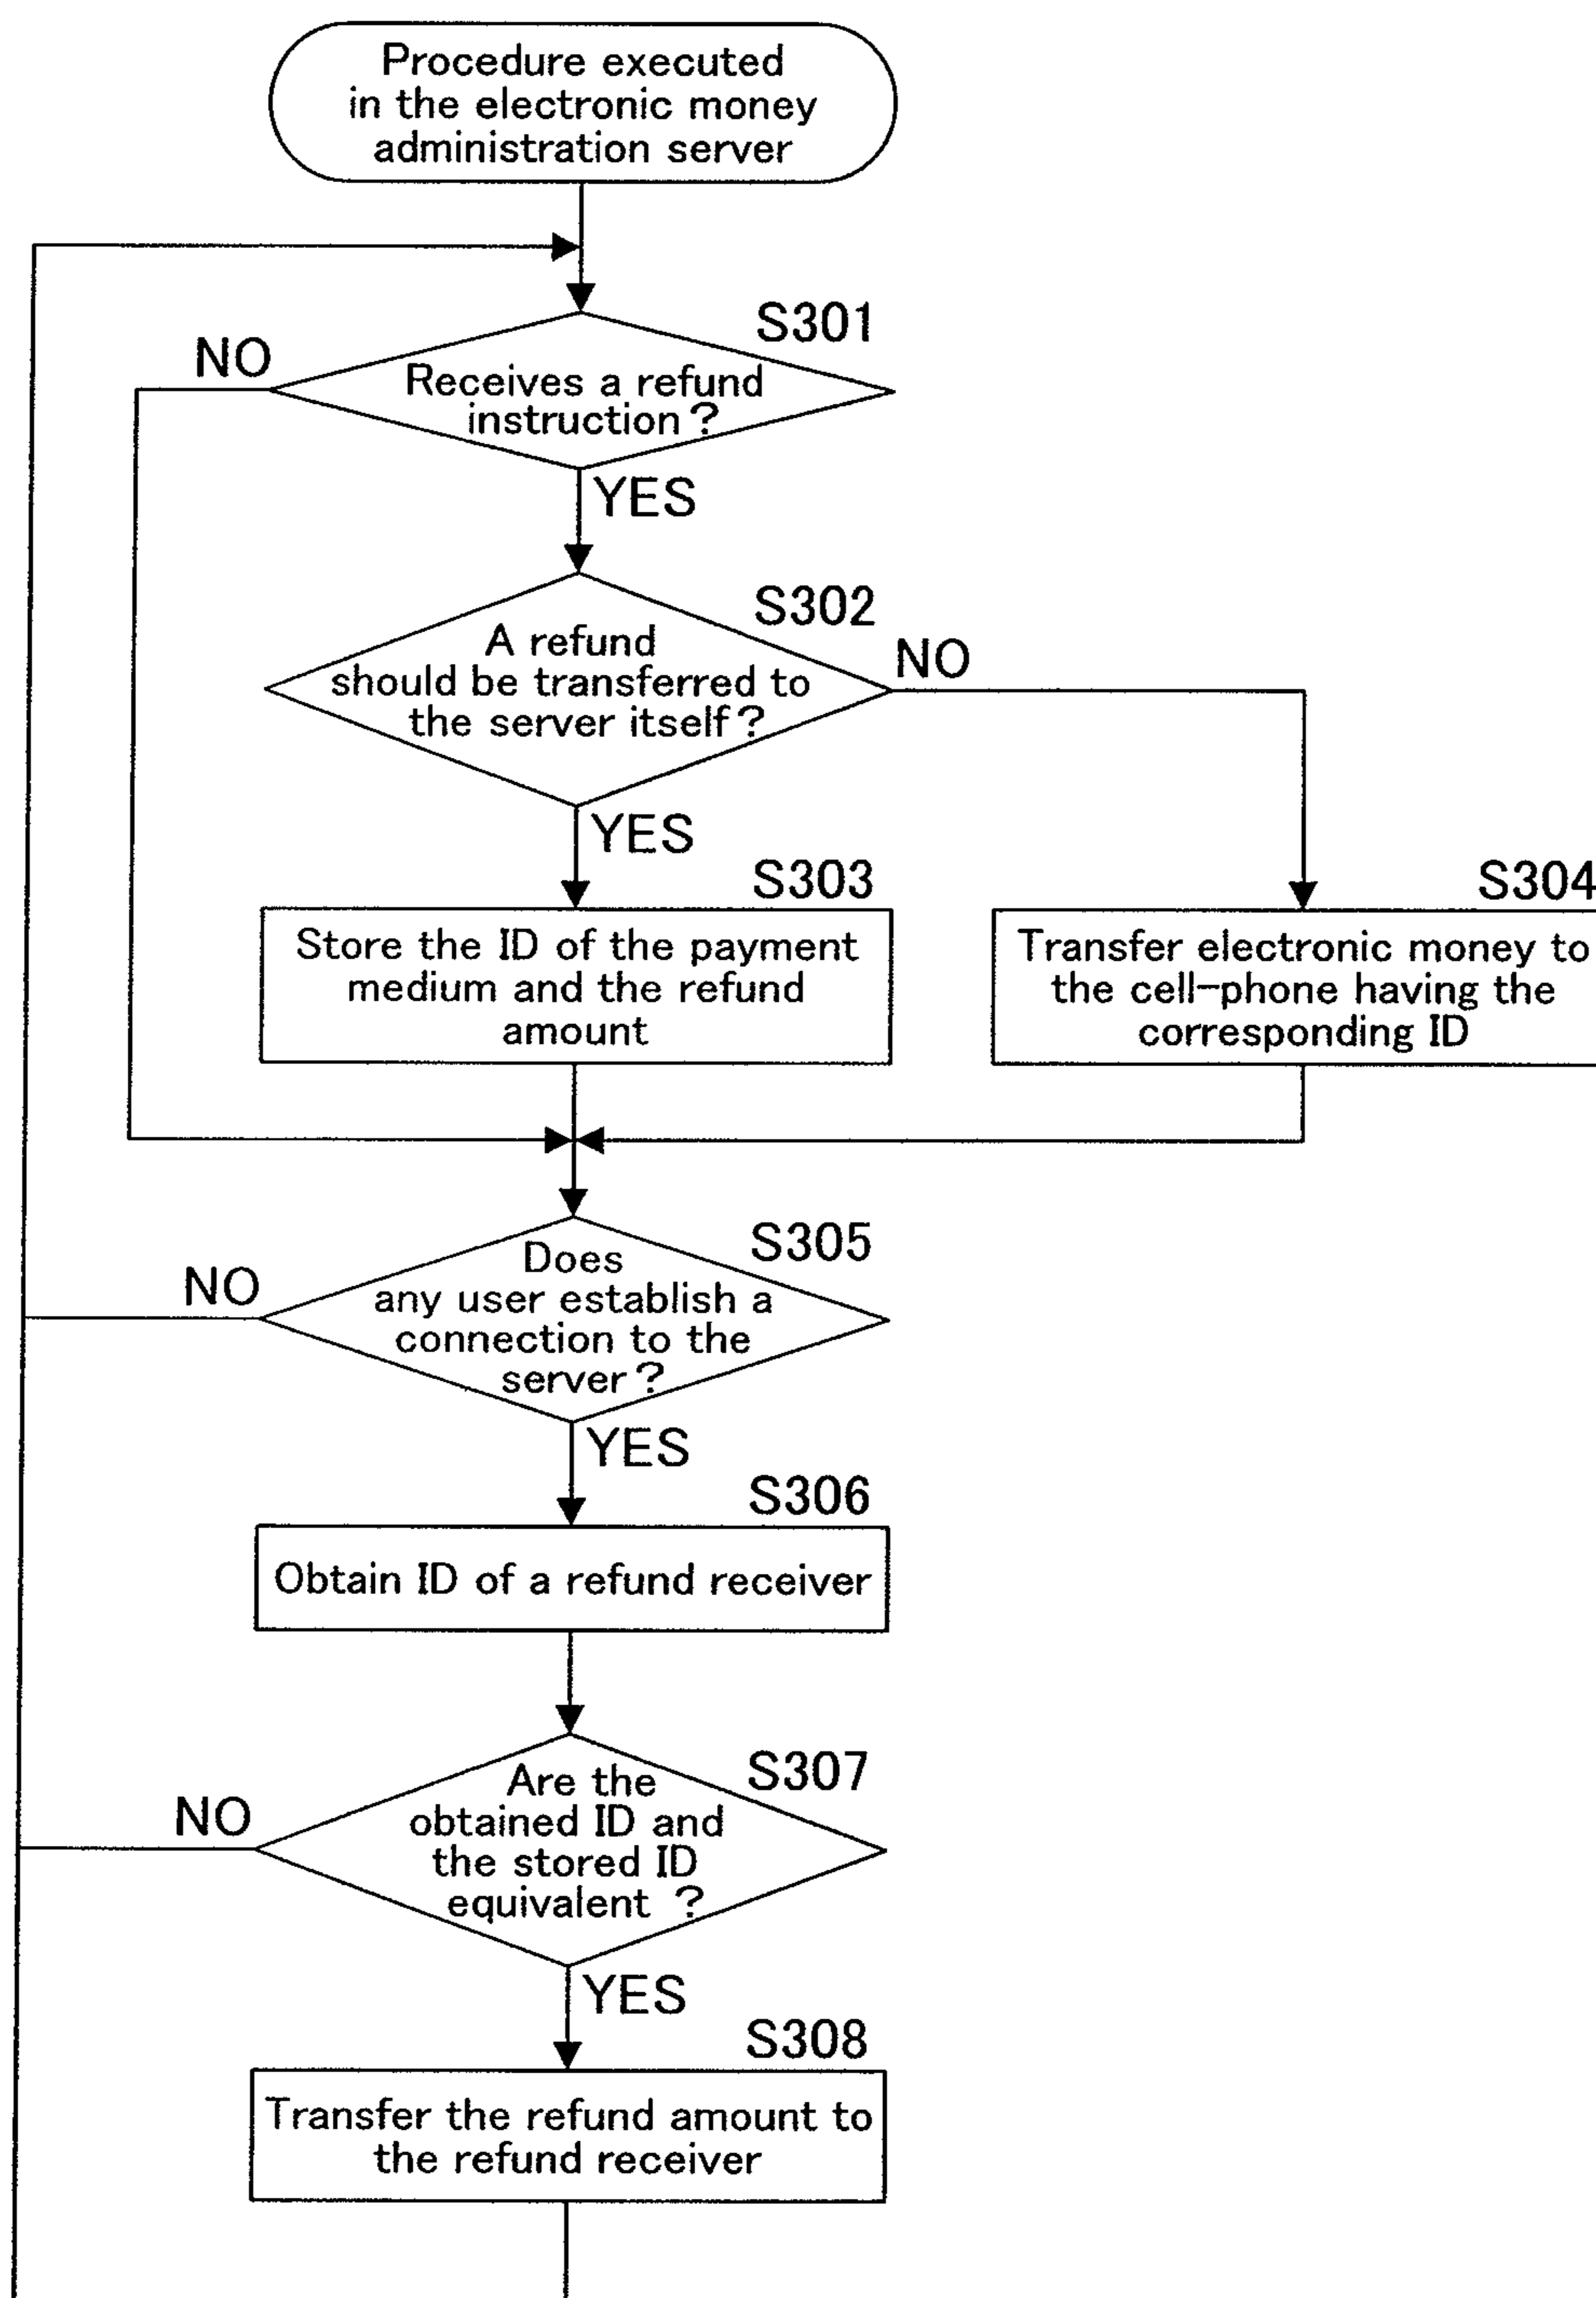 Procedure executed
in the electronic money
administration server
S301
NO
Receives a refund
instruction?
YES
S302
A refund
should be transferred to
the server itself?
NO
YES
S303
Store the ID of the payment
medium and the refund
amount
S304
Transfer electronic money to
the cell-phone having the
corresponding ID
S305
Does
any user establish a
connection to the
server?
NO
YES
S306
Obtain ID of a refund receiver
S307
Are the
obtained ID and
the stored ID
equivalent ?
NO
YES
S308
Transfer the refund amount to
the refund receiver